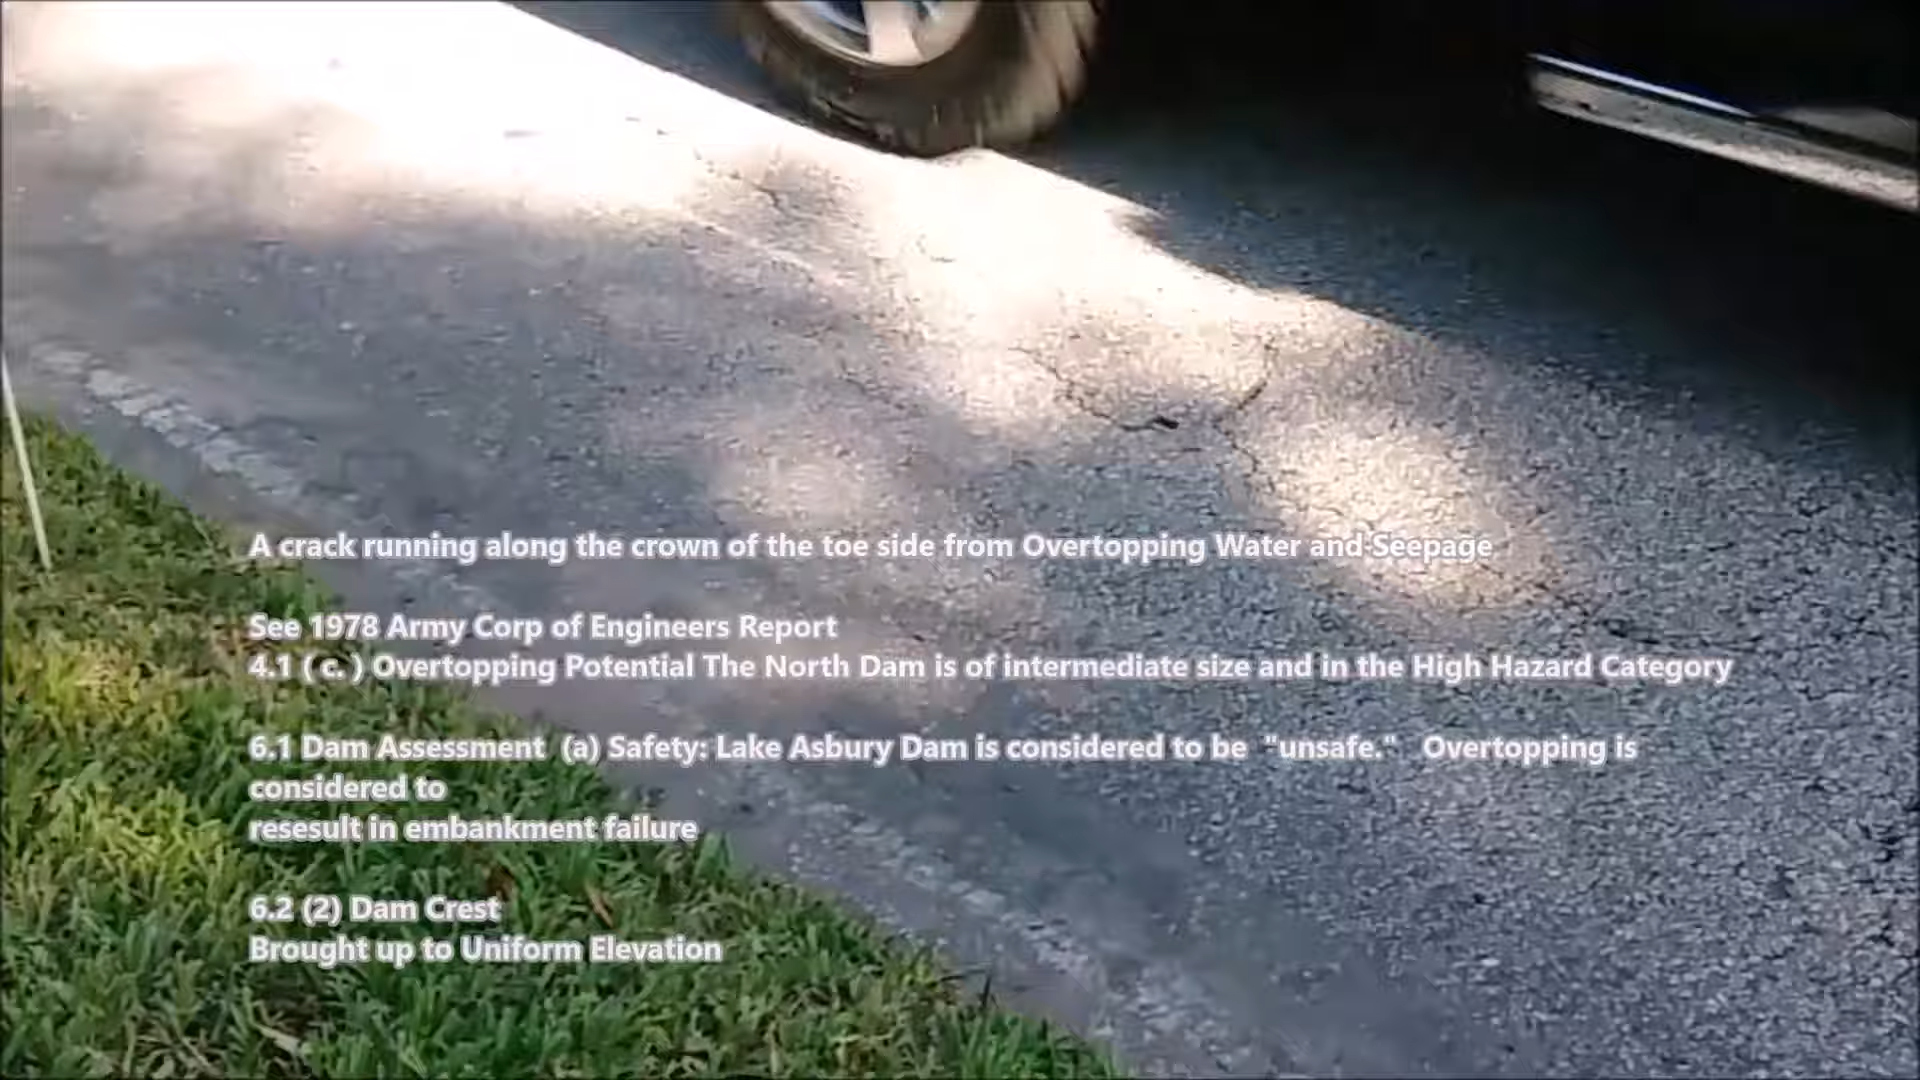 A crack running along the crown of the toe side from Overtopping Water and Seepage
See 1978 Army Corp of Engineers Report
4.1 ( c. ) Overtopping Potential The North Dam is of intermediate size and in the High Hazard Category
6.1 Dam Assessment  (a) Safety: Lake Asbury Dam is considered to be  "unsafe."   Overtopping is
considered to
resesult in embankment failure
6.2 (2) Dam Crest
Brought up to Uniform Elevation